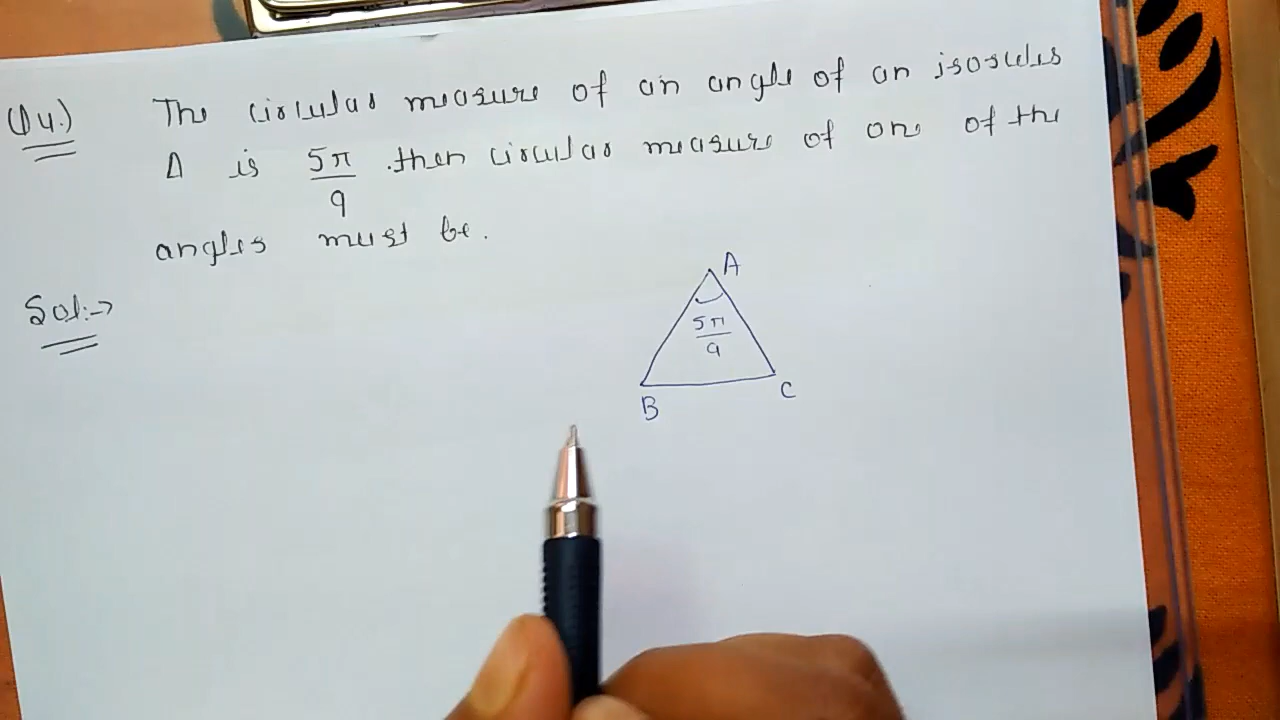 Q4.) The circular measure of an angle of an isosceles
Δ is 5π/9 .then circular measure of one of the
angles must be.
Sol:→
A
5π/9
B
C